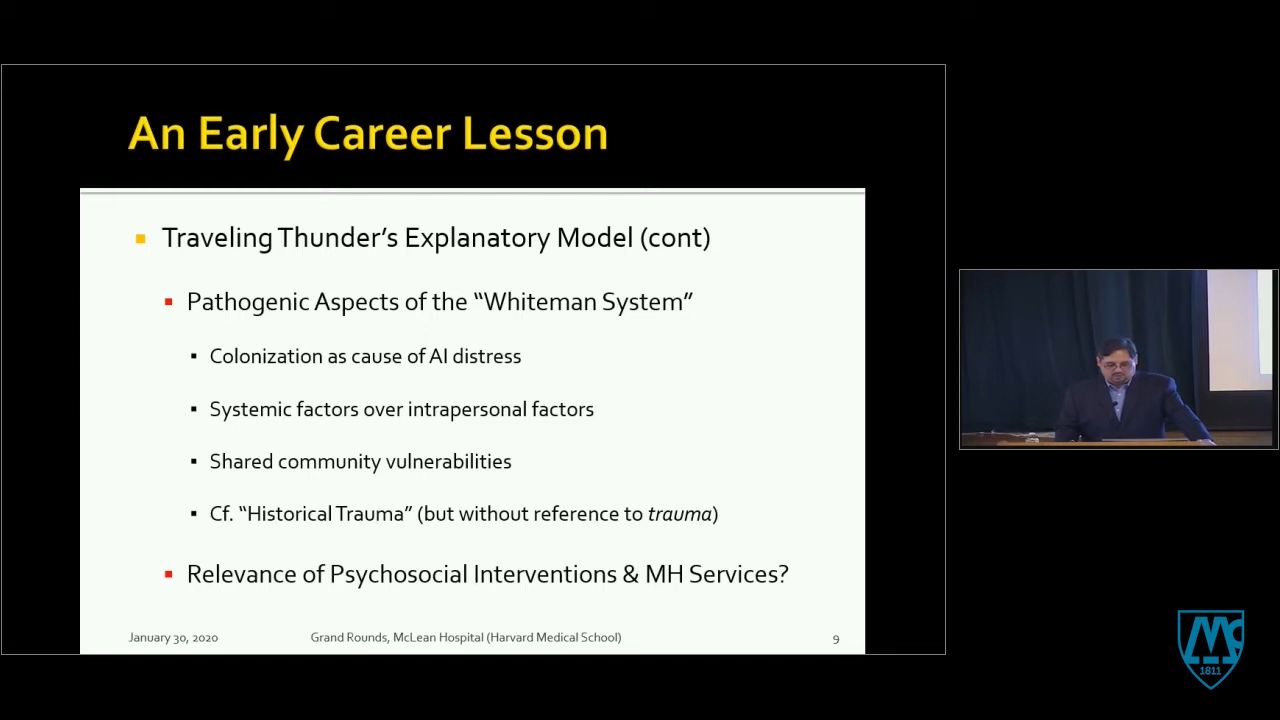 An Early Career Lesson
Traveling Thunder’s Explanatory Model (cont)
Pathogenic Aspects of the “Whiteman System”
Colonization as cause of AI distress
Systemic factors over intrapersonal factors
Shared community vulnerabilities
Cf. “Historical Trauma” (but without reference to trauma)
Relevance of Psychosocial Interventions & MH Services?
January 30, 2020
Grand Rounds, McLean Hospital (Harvard Medical School)
9
Mc
1811